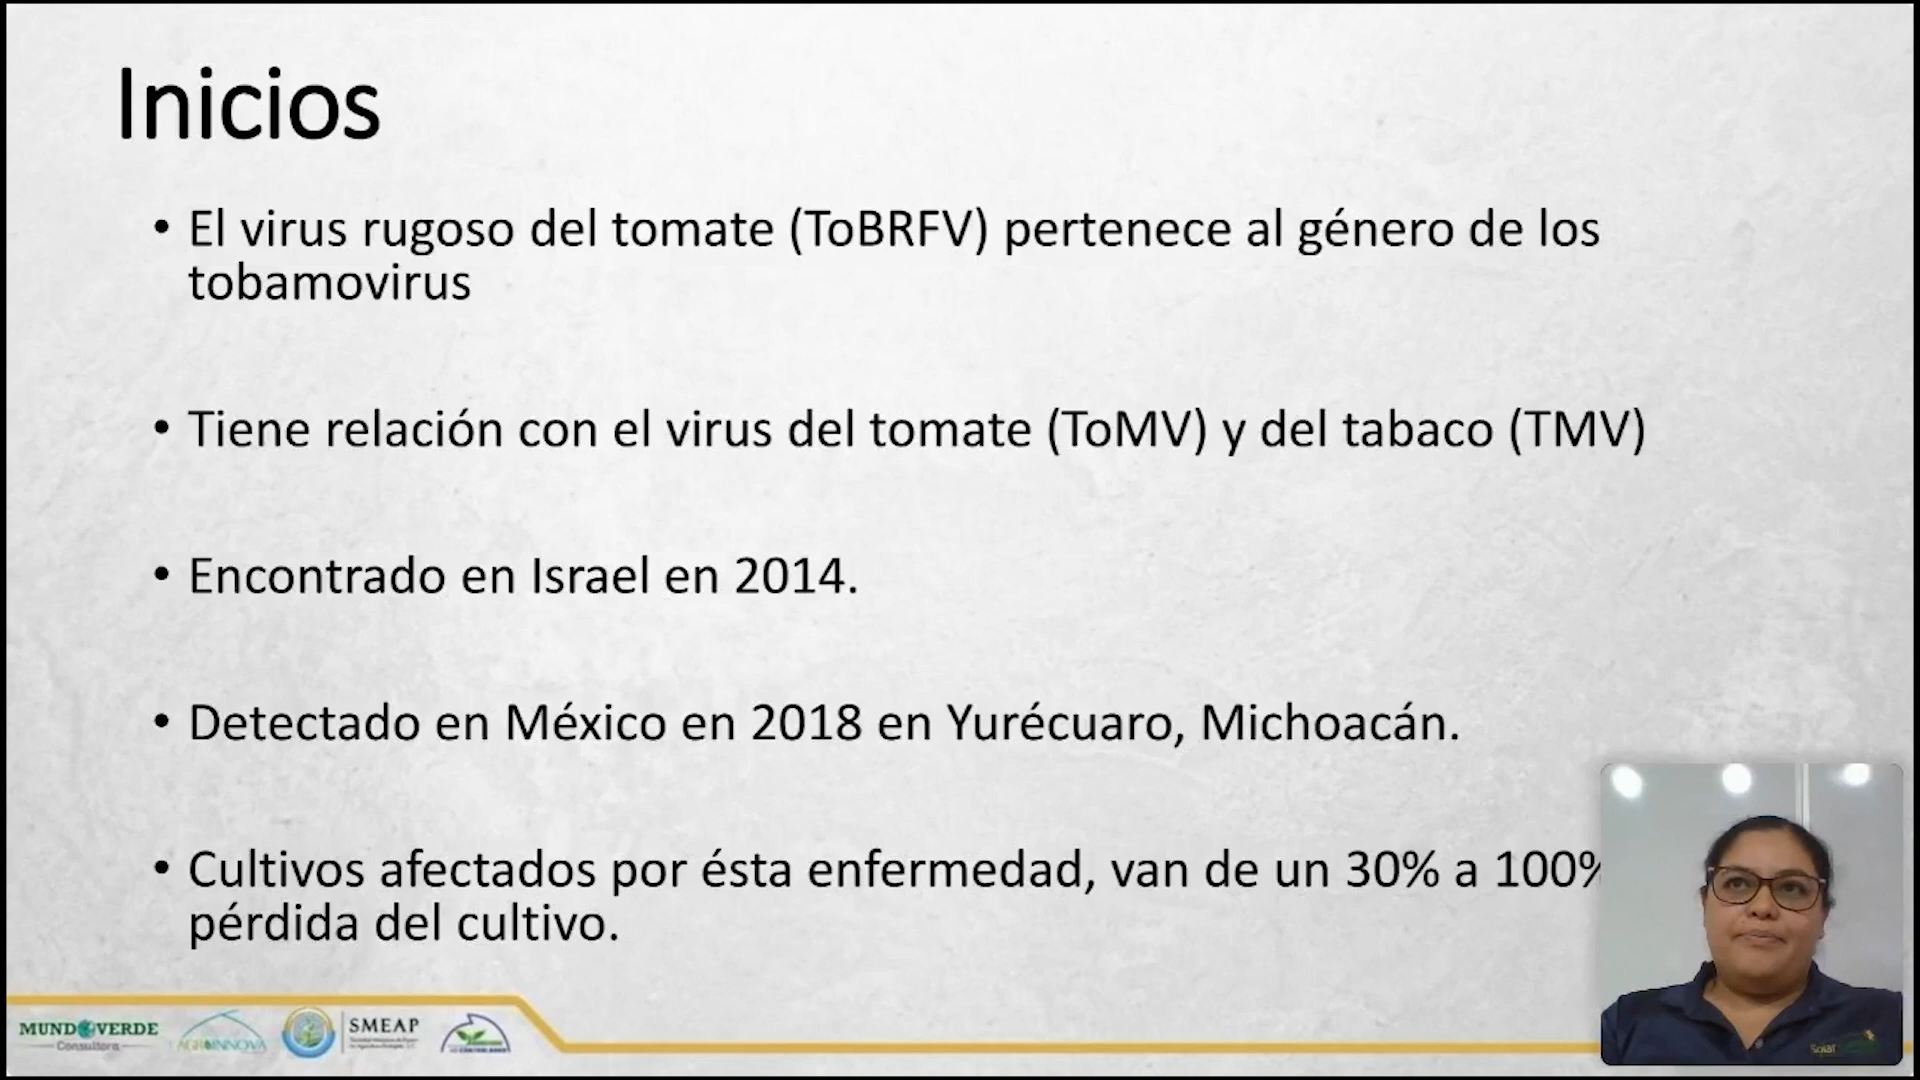 Inicios
• El virus rugoso del tomate (ToBRFV) pertenece al género de los
tobamovirus
• Tiene relación con el virus del tomate (ToMV) y del tabaco (TMV)
• Encontrado en Israel en 2014.
• Detectado en México en 2018 en Yurécuaro, Michoacán.
• Cultivos afectados por ésta enfermedad, van de un 30% a 100%
pérdida del cultivo.
MUNDO VERDE
Consultora
AGROINNOVA
SMEAP
Solar